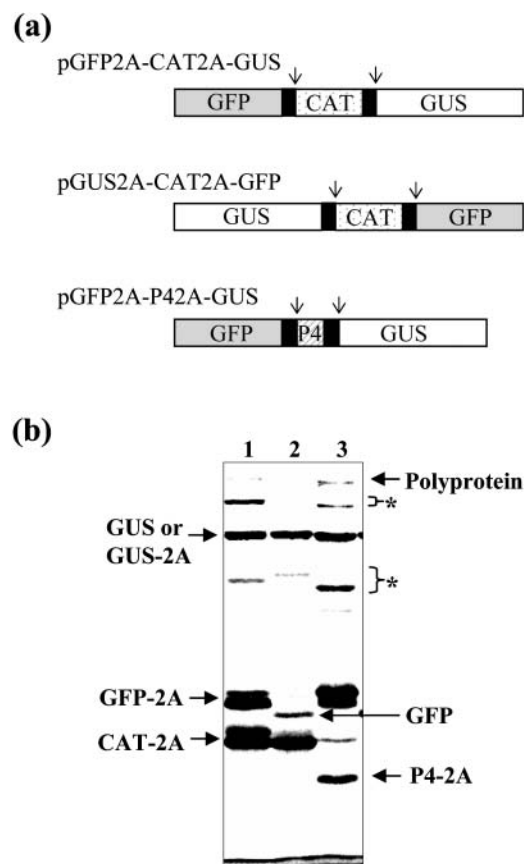 (a)
pGFP2A-CAT2A-GUS
GFP CAT GUS
pGUS2A-CAT2A-GFP
GUS CAT GFP
pGFP2A-P42A-GUS
GFP P4 GUS
(b)
1 2 3
Polyprotein
*
GUS or
GUS-2A
*
GFP-2A
GFP
CAT-2A
P4-2A